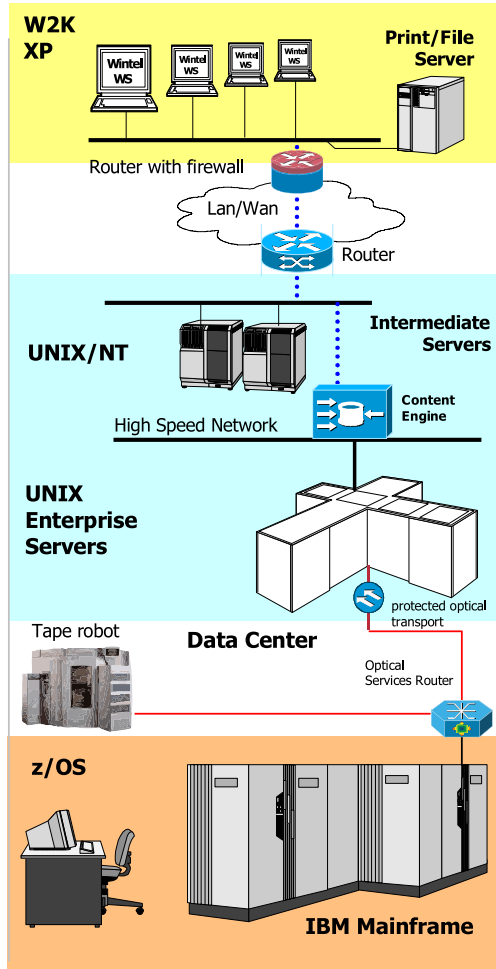 W2K
XP
Wintel
WS
Wintel
WS
Wintel
WS
Wintel
WS
Print/File
Server
Router with firewall
Lan/Wan
Router
Intermediate
Servers
UNIX/NT
Content
Engine
High Speed Network
UNIX
Enterprise
Servers
protected optical
transport
Tape robot
Data Center
Optical
Services Router
z/OS
IBM Mainframe